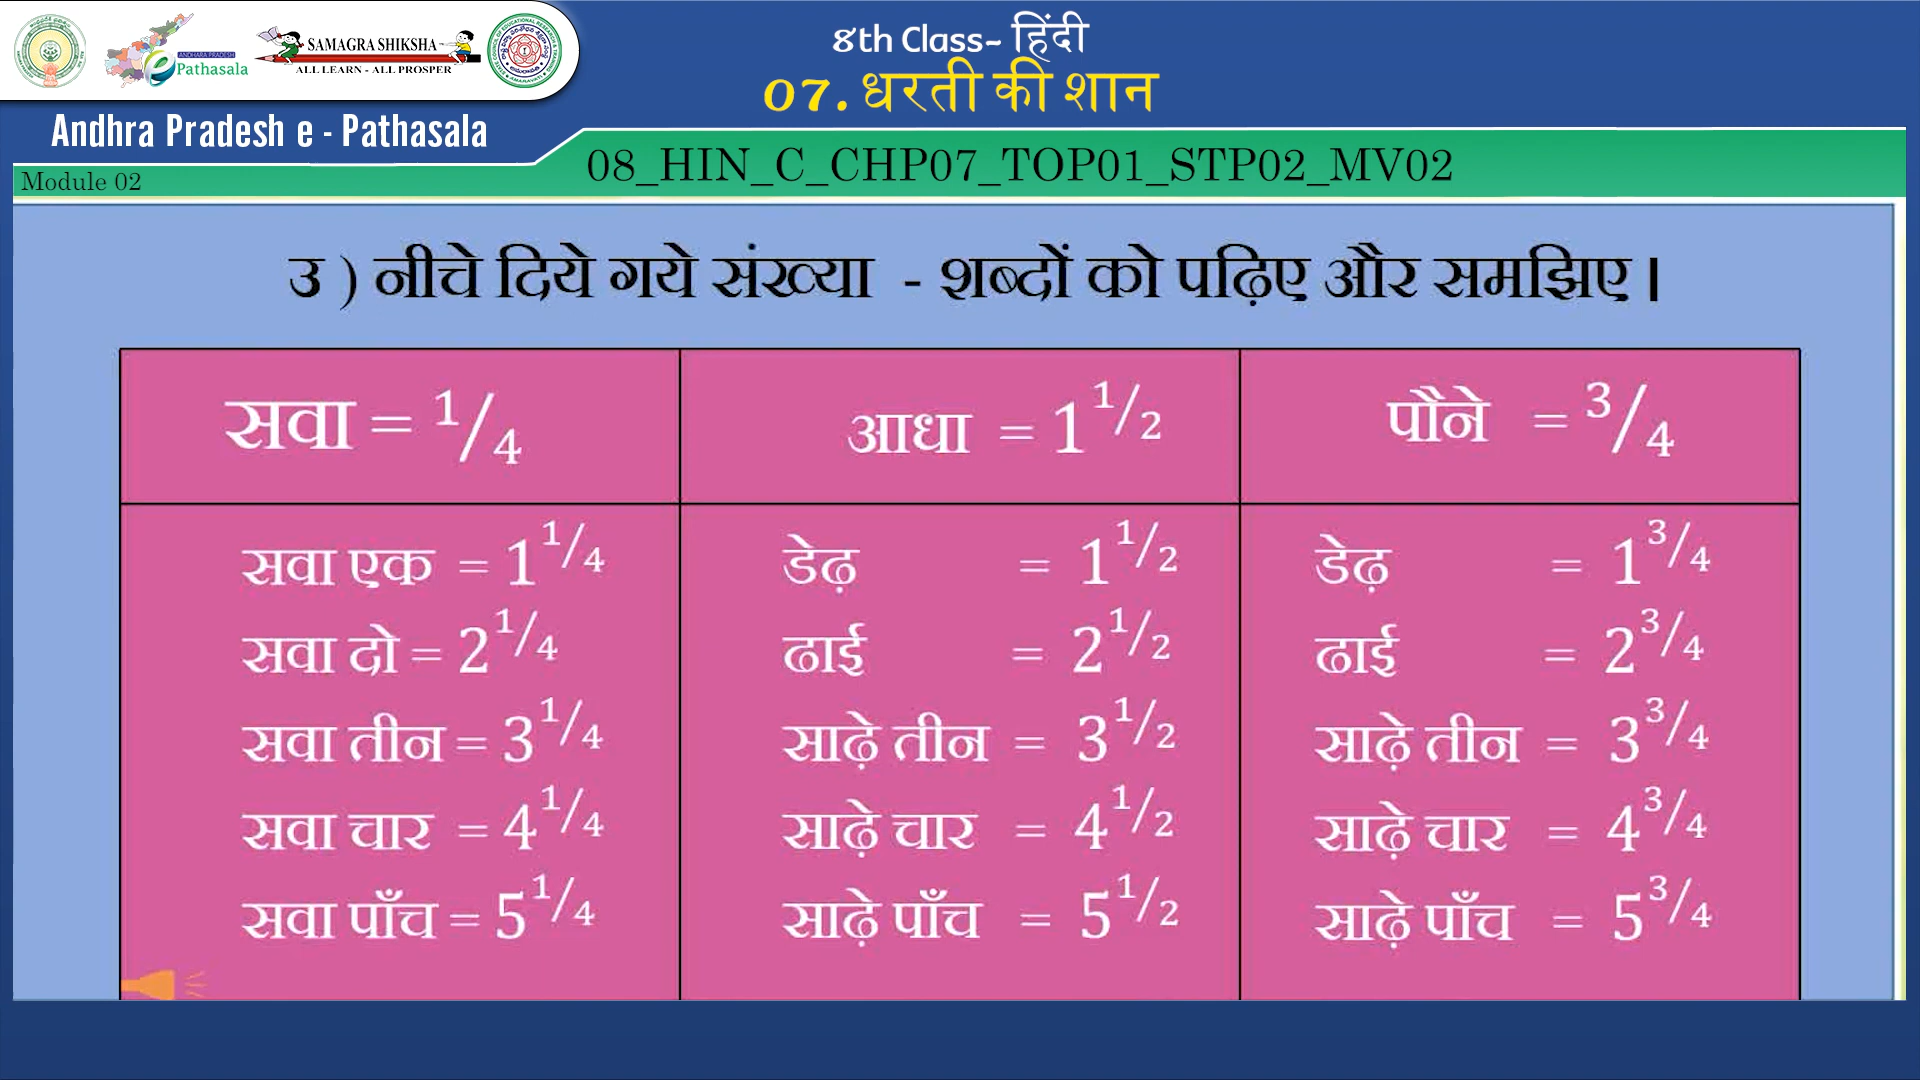 8th Class- हिंदी
07. धरती की शान
ANDHRA PRADESH
e Pathasala
SAMAGRA SHIKSHA
ALL LEARN - ALL PROSPER
Andhra Pradesh e - Pathasala
Module 02
08_HIN_C_CHP07_TOP01_STP02_MV02
उ ) नीचे दिये गये संख्या - शब्दों को पढ़िए और समझिए ।
सवा = 1/4
आधा = 1 1/2
पौने = 3/4
सवा एक = 1 1/4
सवा दो = 2 1/4
सवा तीन = 3 1/4
सवा चार = 4 1/4
सवा पाँच = 5 1/4
डेढ़ = 1 1/2
ढाई = 2 1/2
साढ़े तीन = 3 1/2
साढ़े चार = 4 1/2
साढ़े पाँच = 5 1/2
डेढ़ = 1 3/4
ढाई = 2 3/4
साढ़े तीन = 3 3/4
साढ़े चार = 4 3/4
साढ़े पाँच = 5 3/4